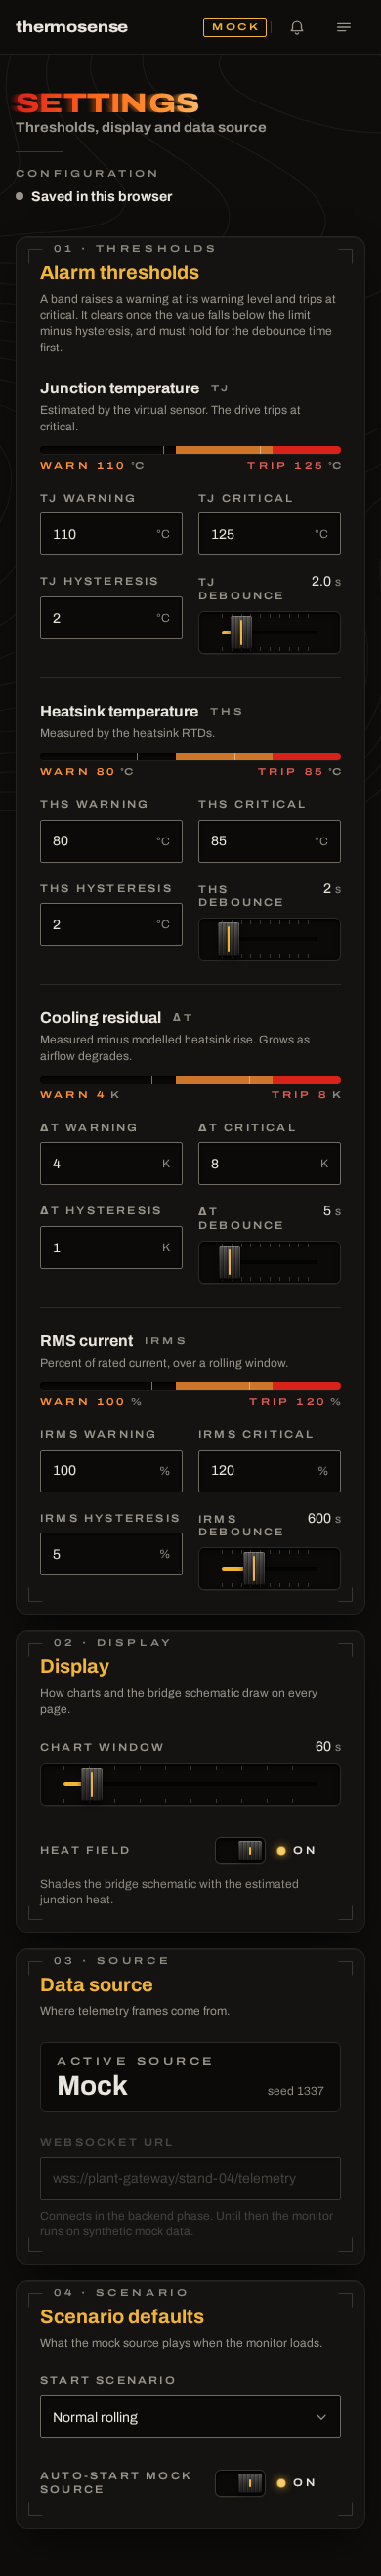 thermosense
MOCK
SETTINGS
Thresholds, display and data source
CONFIGURATION
Saved in this browser
01 · THRESHOLDS
Alarm thresholds
A band raises a warning at its warning level and trips at
critical. It clears once the value falls below the limit
minus hysteresis, and must hold for the debounce time
first.
Junction temperature TJ
Estimated by the virtual sensor. The drive trips at
critical.
WARN 110 °C TRIP 125 °C
TJ WARNING TJ CRITICAL
110 °C 125 °C
TJ HYSTERESIS TJ DEBOUNCE 2.0 s
2 °C
Heatsink temperature THS
Measured by the heatsink RTDs.
WARN 80 °C TRIP 85 °C
THS WARNING THS CRITICAL
80 °C 85 °C
THS HYSTERESIS THS DEBOUNCE 2 s
2 °C
Cooling residual ΔT
Measured minus modelled heatsink rise. Grows as
airflow degrades.
WARN 4 K TRIP 8 K
ΔT WARNING ΔT CRITICAL
4 K 8 K
ΔT HYSTERESIS ΔT DEBOUNCE 5 s
1 K
RMS current IRMS
Percent of rated current, over a rolling window.
WARN 100 % TRIP 120 %
IRMS WARNING IRMS CRITICAL
100 % 120 %
IRMS HYSTERESIS IRMS DEBOUNCE 600 s
5 %
02 · DISPLAY
Display
How charts and the bridge schematic draw on every
page.
CHART WINDOW 60 s
HEAT FIELD ON
Shades the bridge schematic with the estimated
junction heat.
03 · SOURCE
Data source
Where telemetry frames come from.
ACTIVE SOURCE
Mock seed 1337
WEBSOCKET URL
wss://plant-gateway/stand-04/telemetry
Connects in the backend phase. Until then the monitor
runs on synthetic mock data.
04 · SCENARIO
Scenario defaults
What the mock source plays when the monitor loads.
START SCENARIO
Normal rolling
AUTO-START MOCK
SOURCE
ON